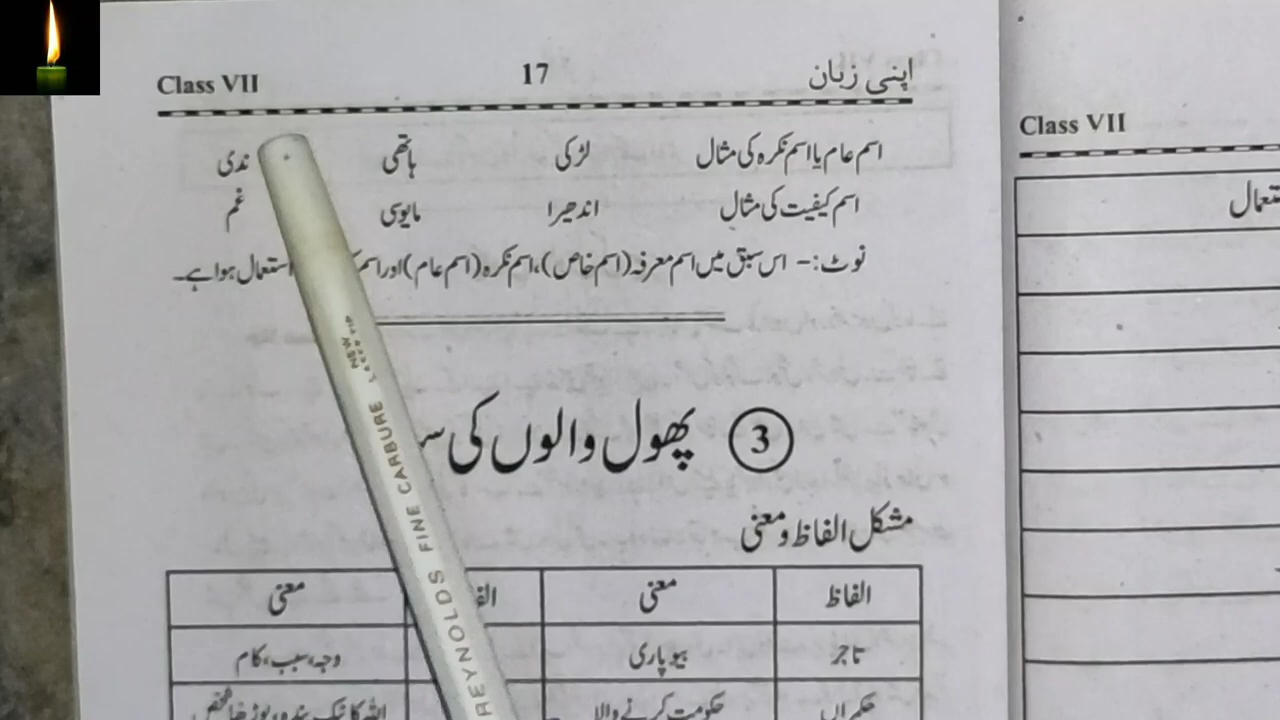 Class VII 17 اپنی زبان
اسم عام یا اسم نکرہ کی مثال لڑکی ہاتھی ندی
اسم کیفیت کی مثال اندھیرا مایوسی غم
نوٹ:- اس سبق میں اسم معرفہ (اسم خاص)، اسم نکرہ (اسم عام) اور اسم استعمال ہوا ہے۔
3 پھول والوں کی
مشکل الفاظ و معنی
الفاظ معنی معنی
تاجر بیوپاری وجہ، سبب، کام
حکمراں حکومت کرنے والا
REYNOLDS FINE CARBURE
Class VII